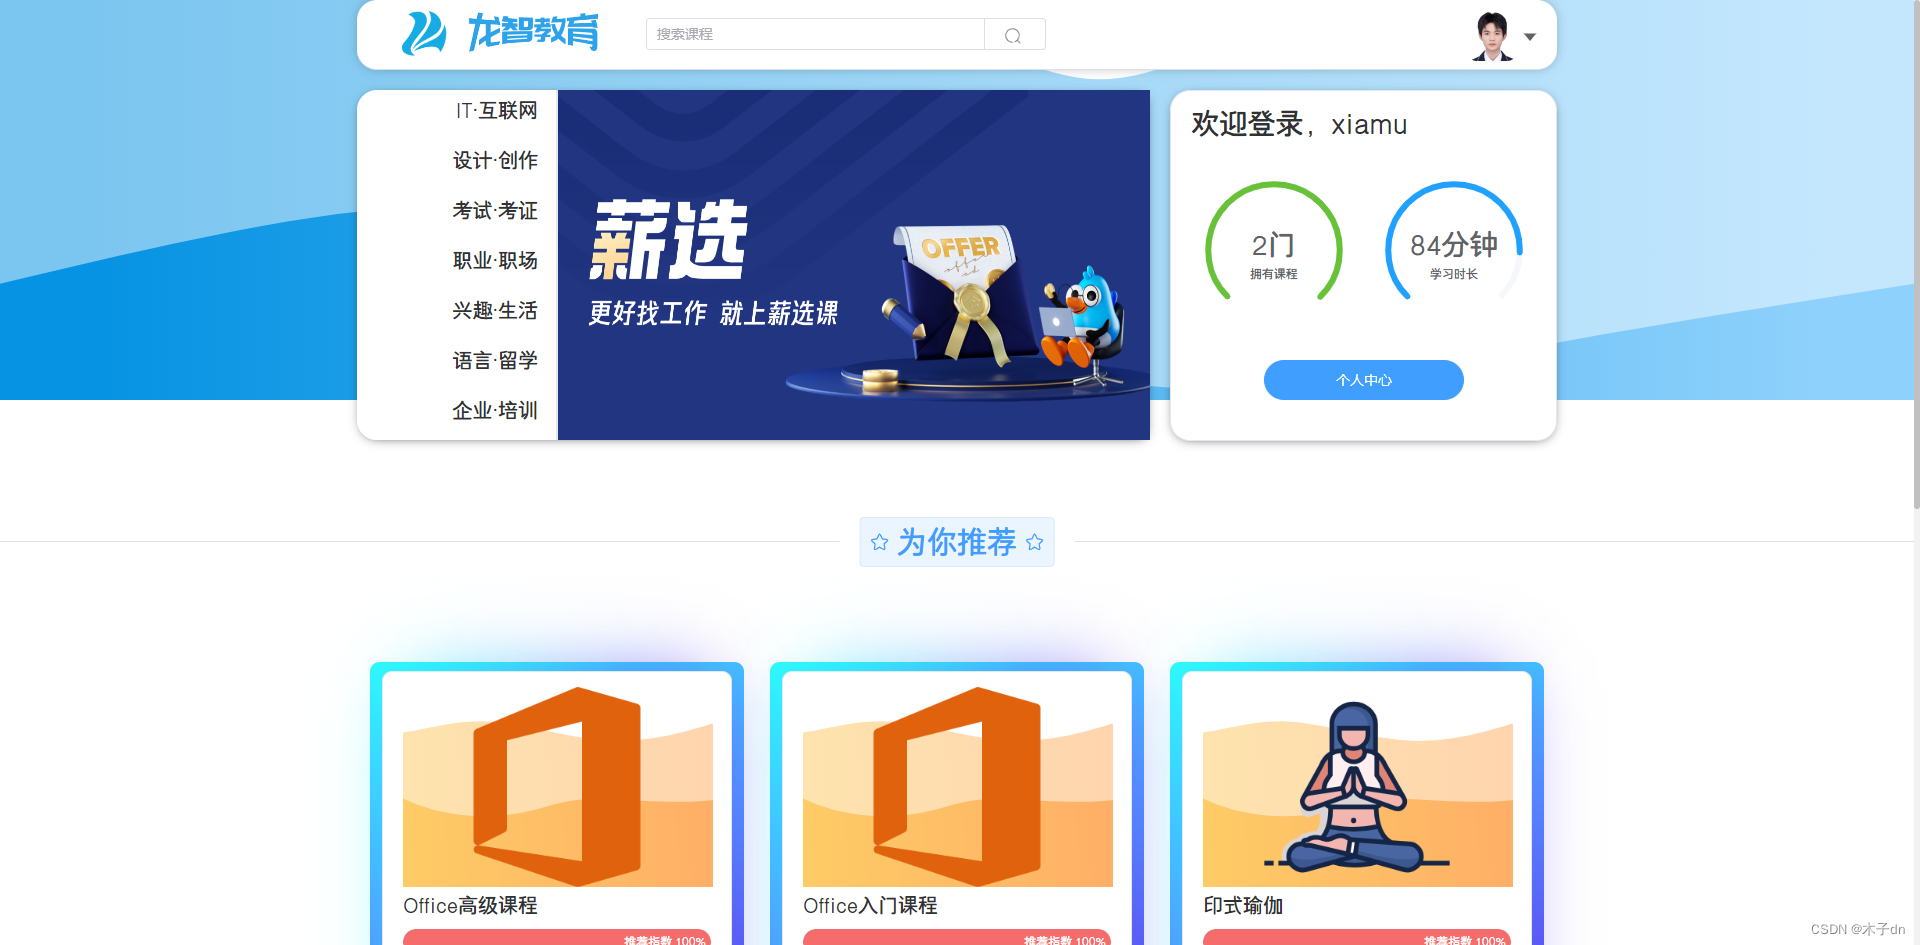 龙智教育
搜索课程
IT·互联网
设计·创作
考试·考证
职业·职场
兴趣·生活
语言·留学
企业·培训
薪选
更好找工作 就上薪选课
OFFER
欢迎登录，xiamu
2门
拥有课程
84分钟
学习时长
个人中心
为你推荐
Office高级课程
推荐指数 100%
Office入门课程
推荐指数 100%
印式瑜伽
推荐指数 100%
CSDN @木子dn